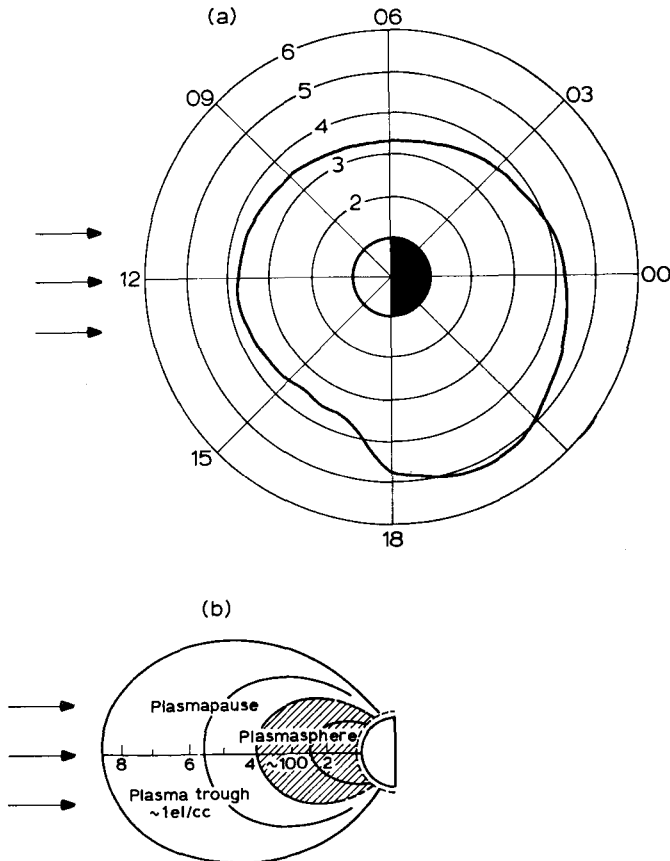 (a)
06
6
5
09
03
4
3
2
12
00
15
18
(b)
Plasmapause
Plasmasphere
8 6 4 ~100 2
Plasma trough
~1el/cc